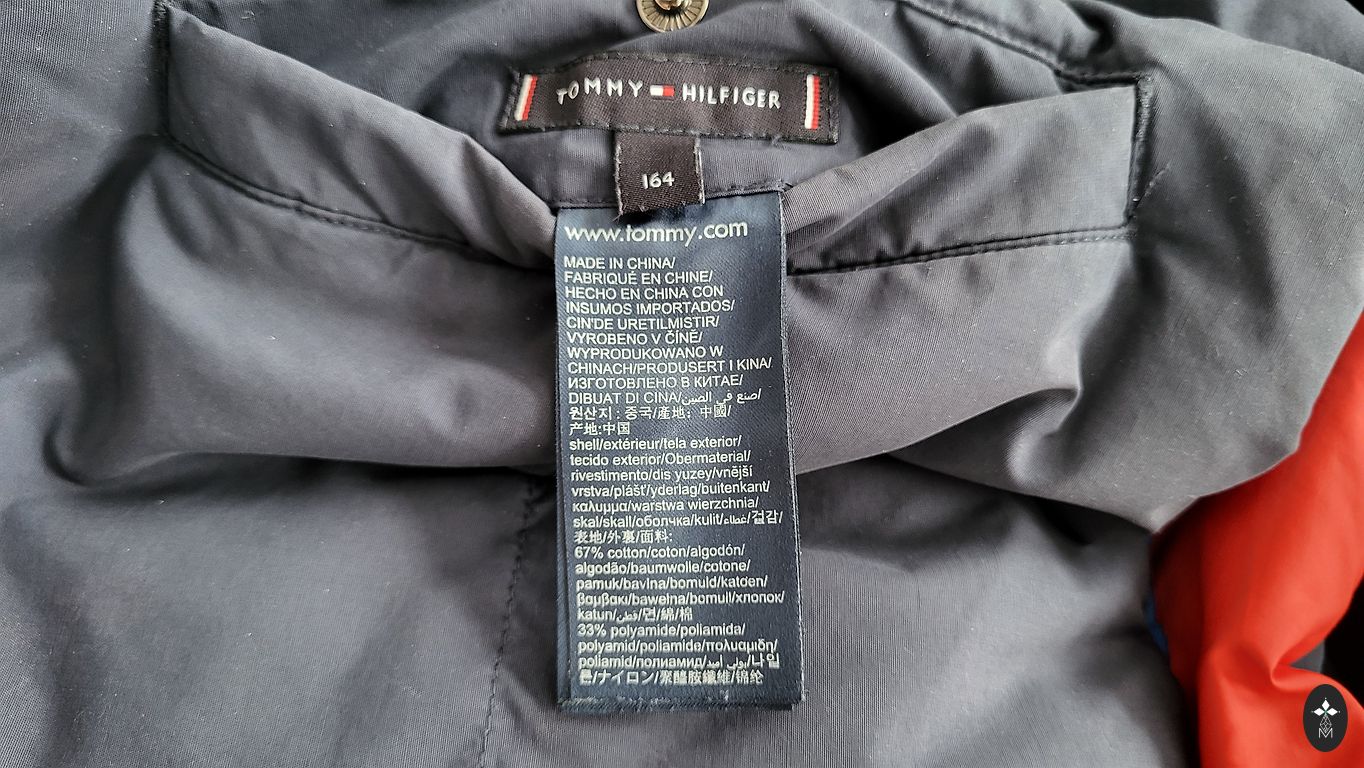 TOMMY HILFIGER
164
www.tommy.com
MADE IN CHINA/
FABRIQUÉ EN CHINE/
HECHO EN CHINA CON
INSUMOS IMPORTADOS/
CIN'DE URETILMISTIR/
VYROBENO V ČÍNĚ/
WYPRODUKOWANO W
CHINACH/PRODUSERT I KINA/
ИЗГОТОВЛЕНО В КИТАЕ/
DIBUAT DI CINA/صنع في الصين/
원산지 : 중국/產地：中國/
产地:中国
shell/extérieur/tela exterior/
tecido exterior/Obermaterial/
rivestimento/dis yuzey/vnější
vrstva/plášť/yderlag/buitenkant/
καλυμμα/warstwa wierzchnia/
skal/skall/оболчка/kulit/غطاء/겉감/
表地/外裏/面料:
67% cotton/coton/algodón/
algodão/baumwolle/cotone/
pamuk/bavlna/bomuld/katoen/
βαμβακι/bawełna/bomull/хлопок/
katun/قطن/면/綿/棉
33% polyamide/poliamida/
polyamid/poliamide/πολυαμιδη/
poliamid/полиамид/بولي اميد/나일
론/ナイロン/聚醯胺纖維/锦纶
M